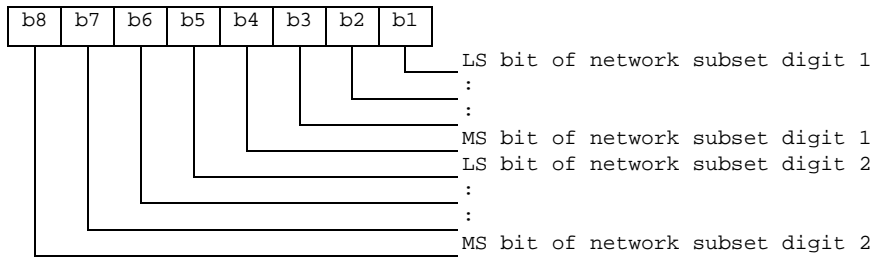 b8 b7 b6 b5 b4 b3 b2 b1
LS bit of network subset digit 1
:
:
MS bit of network subset digit 1
LS bit of network subset digit 2
:
:
MS bit of network subset digit 2